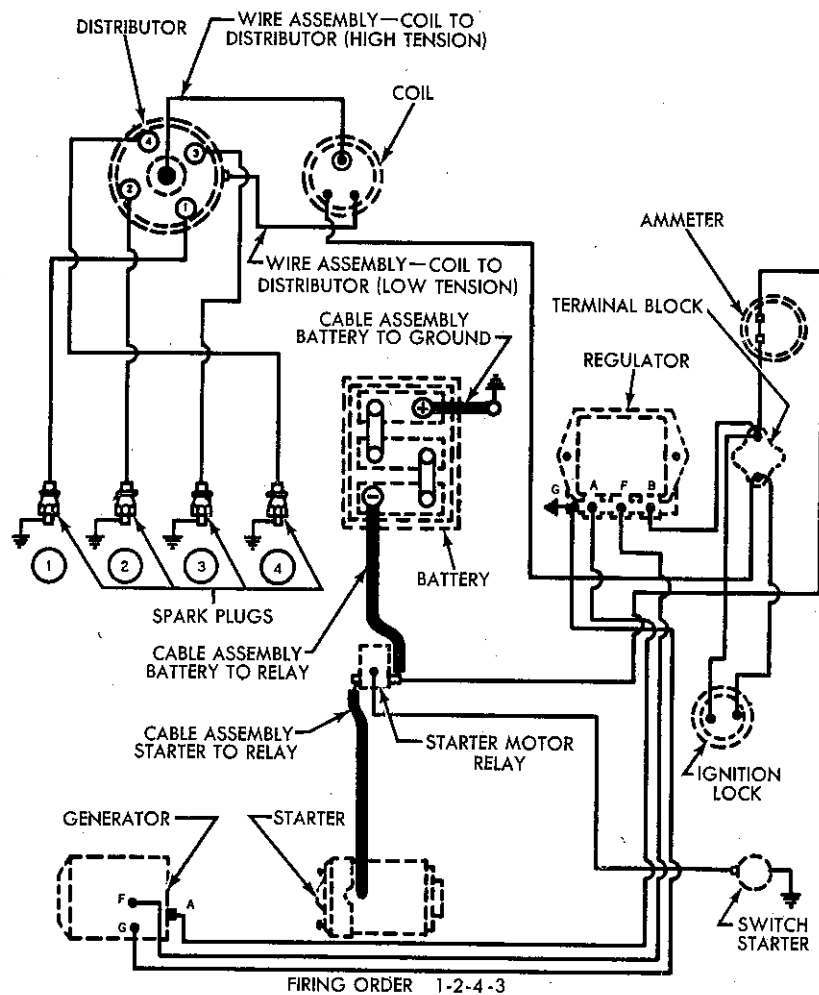 WIRE ASSEMBLY—COIL TO
DISTRIBUTOR (HIGH TENSION)
DISTRIBUTOR
COIL
4
3
2
1
AMMETER
WIRE ASSEMBLY—COIL TO
DISTRIBUTOR (LOW TENSION)
TERMINAL BLOCK
CABLE ASSEMBLY
BATTERY TO GROUND
REGULATOR
+
G
A
F
B
−
1
2
3
4
BATTERY
SPARK PLUGS
CABLE ASSEMBLY
BATTERY TO RELAY
CABLE ASSEMBLY
STARTER TO RELAY
STARTER MOTOR
RELAY
IGNITION
LOCK
GENERATOR
STARTER
F
A
G
SWITCH
STARTER
FIRING ORDER 1-2-4-3